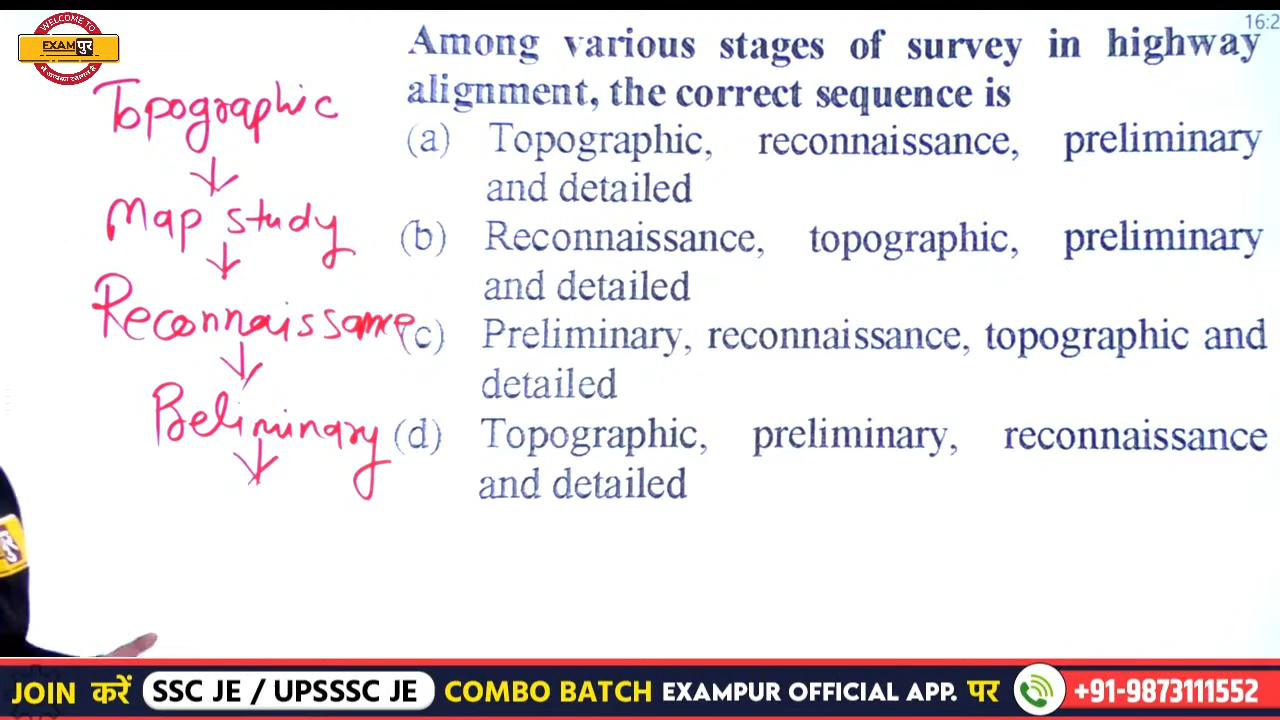 16:2
WELCOME TO
EXAMपुर
Among various stages of survey in highway
alignment, the correct sequence is
(a) Topographic, reconnaissance, preliminary
and detailed
(b) Reconnaissance, topographic, preliminary
and detailed
(c) Preliminary, reconnaissance, topographic and
detailed
(d) Topographic, preliminary, reconnaissance
and detailed
Topographic
Map study
Reconnaissance
Preliminary
JOIN करें SSC JE / UPSSSC JE COMBO BATCH EXAMPUR OFFICIAL APP. पर +91-9873111552